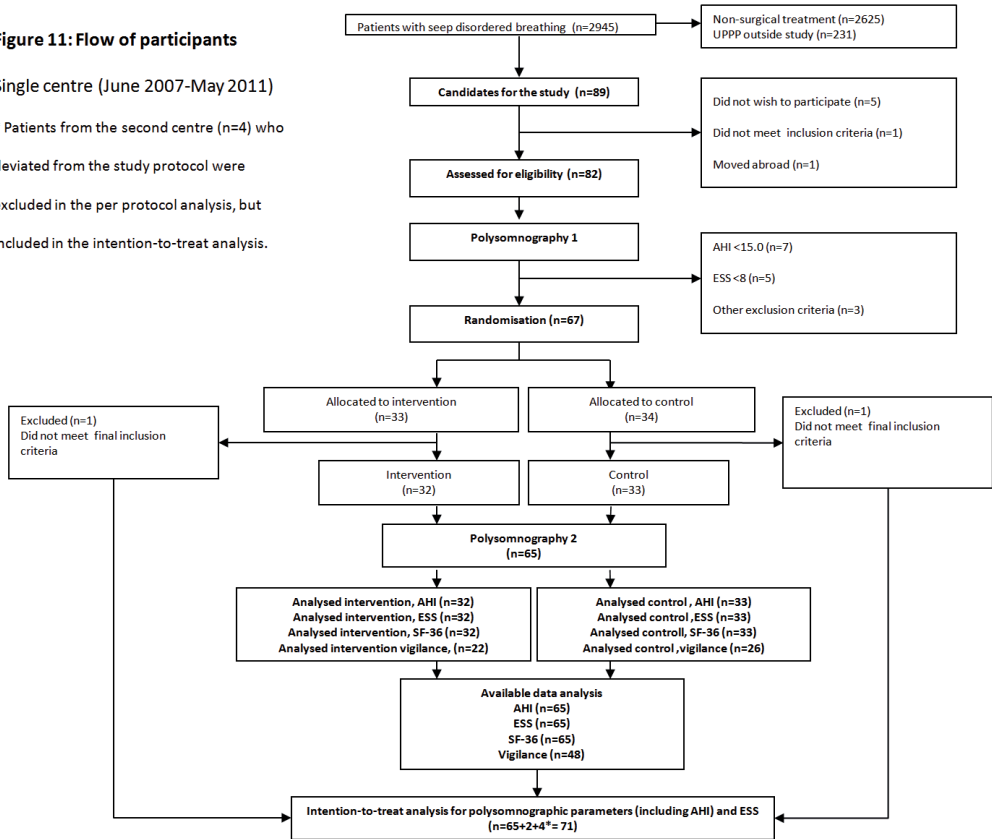 Figure 11: Flow of participants
Single centre (June 2007-May 2011)
Patients from the second centre (n=4) who
deviated from the study protocol were
excluded in the per protocol analysis, but
included in the intention-to-treat analysis.
Patients with seep disordered breathing (n=2945)
Non-surgical treatment (n=2625)
UPPP outside study (n=231)
Candidates for the study (n=89)
Did not wish to participate (n=5)
Did not meet inclusion criteria (n=1)
Moved abroad (n=1)
Assessed for eligibility (n=82)
Polysomnography 1
AHI <15.0 (n=7)
ESS <8 (n=5)
Other exclusion criteria (n=3)
Randomisation (n=67)
Allocated to intervention
(n=33)
Allocated to control
(n=34)
Excluded (n=1)
Did not meet final inclusion
criteria
Excluded (n=1)
Did not meet final inclusion
criteria
Intervention
(n=32)
Control
(n=33)
Polysomnography 2
(n=65)
Analysed intervention, AHI (n=32)
Analysed intervention, ESS (n=32)
Analysed intervention, SF-36 (n=32)
Analysed intervention vigilance, (n=22)
Analysed control , AHI (n=33)
Analysed control ,ESS (n=33)
Analysed controll, SF-36 (n=33)
Analysed control ,vigilance (n=26)
Available data analysis
AHI (n=65)
ESS (n=65)
SF-36 (n=65)
Vigilance (n=48)
Intention-to-treat analysis for polysomnographic parameters (including AHI) and ESS
(n=65+2+4*= 71)